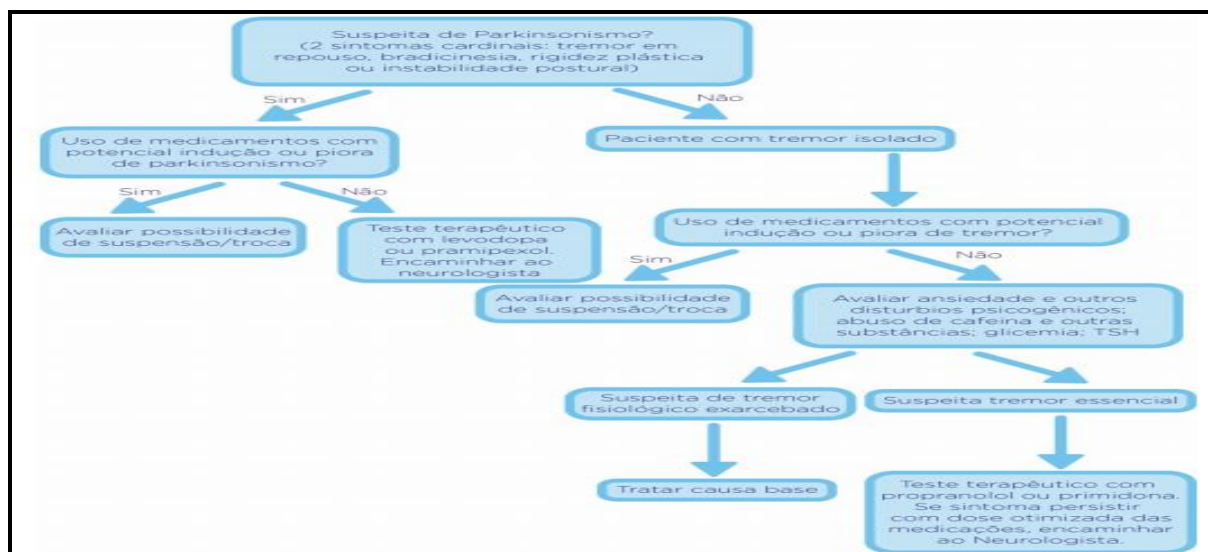 Suspeita de Parkinsonismo?
(2 sintomas cardinais: tremor em
repouso, bradicinesia, rigidez plástica
ou instabilidade postural)
Sim
Não
Uso de medicamentos com
potencial indução ou piora
de parkinsonismo?
Paciente com tremor isolado
Sim
Não
Avaliar possibilidade
de suspensão/troca
Teste terapêutico
com levodopa
ou pramipexol.
Encaminhar ao
neurologista
Uso de medicamentos com potencial
indução ou piora de tremor?
Sim
Não
Avaliar possibilidade
de suspensão/troca
Avaliar ansiedade e outros
distúrbios psicogênicos;
abuso de cafeína e outras
substâncias; glicemia; TSH
Suspeita de tremor
fisiológico exarcebado
Suspeita tremor essencial
Tratar causa base
Teste terapêutico com
propranolol ou primidona.
Se sintoma persistir
com dose otimizada das
medicações, encaminhar
ao Neurologista.